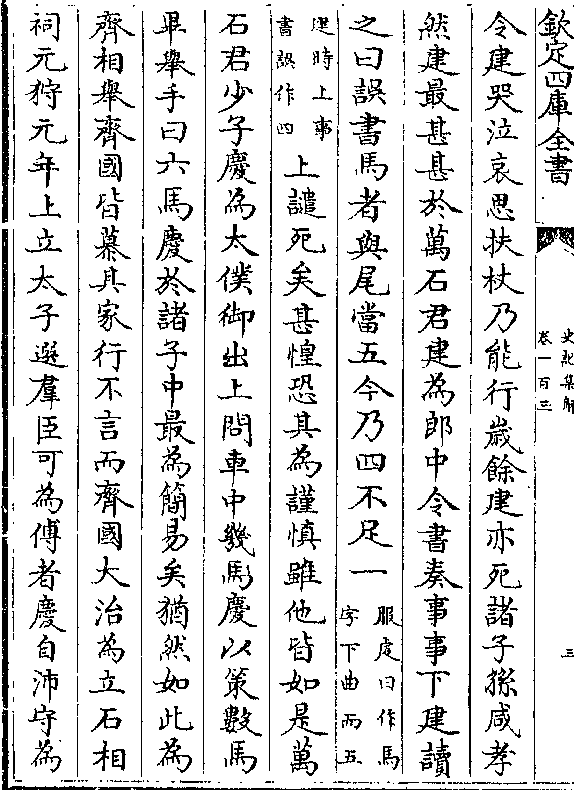 欽定四庫全書
史記集解
卷一百三
三
令建哭泣哀思扶杖乃能行嵗餘建亦死諸子孫咸孝
然建最甚甚於萬石君建為郎中令書奏事事下建讀
之曰誤書馬者與尾當五今乃四不足一
服虔曰作馬
字下曲而五
建時上事
書誤作四
上譴死矣甚惶恐其為謹慎雖他皆如是萬
石君少子慶為太僕御出上問車中幾馬慶以策數馬
畢舉手曰六馬慶於諸子中最為簡易矣猶然如此為
齊相舉齊國皆慕其家行不言而齊國大治為立石相
祠元狩元年上立太子選羣臣可為傅者慶自沛守為